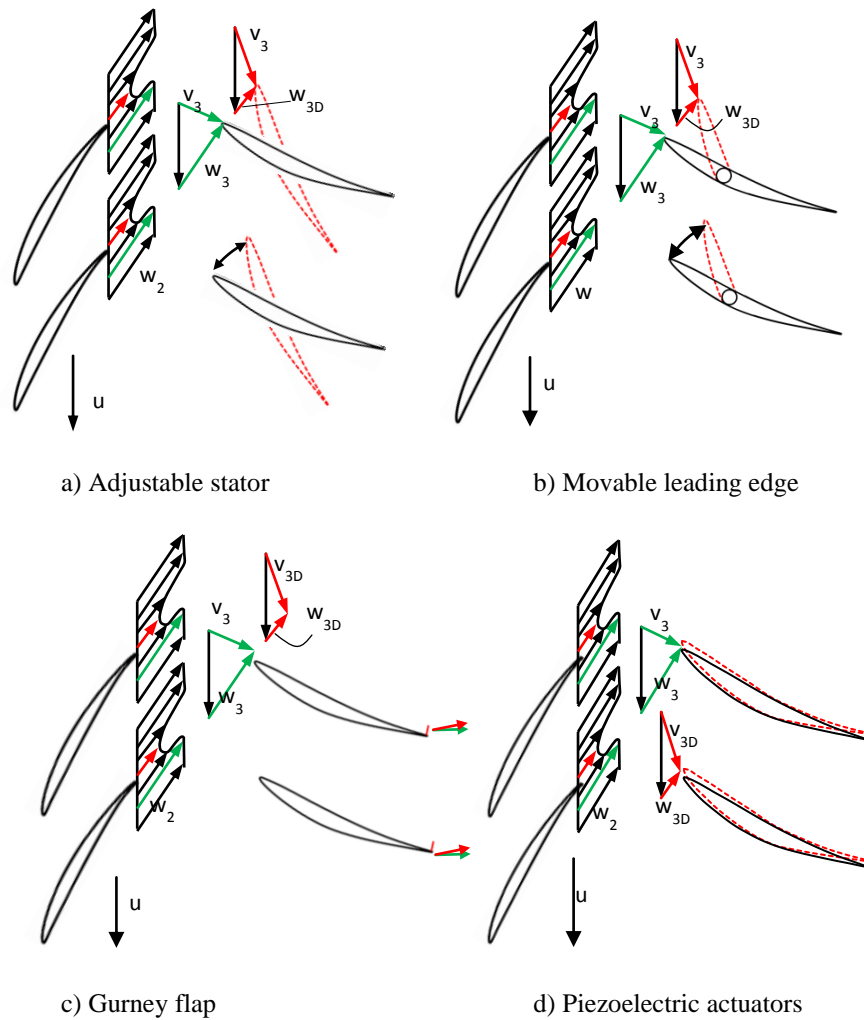 v3
v3
w3D
w3
w2
u
a) Adjustable stator
v3
v3
w3D
w3
w
u
b) Movable leading edge
v3D
v3
w3D
w3
w2
u
c) Gurney flap
v3
w3
v3D
w3D
w2
u
d) Piezoelectric actuators